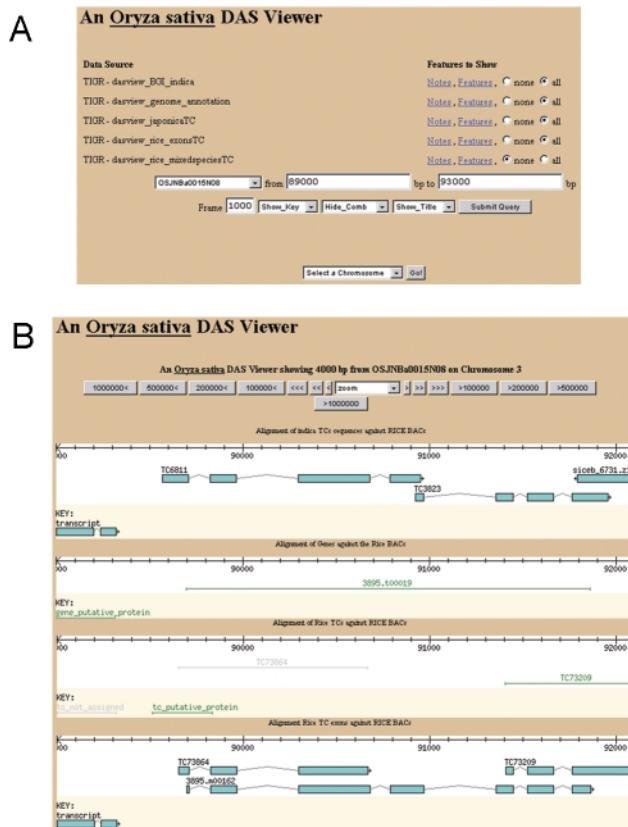 A
An Oryza sativa DAS Viewer
Data Source Features to Show
TIGR - dasview_BGI_indica Notes, Features, none all
TIGR - dasview_genome_annotation Notes, Features, none all
TIGR - dasview_japonicaTC Notes, Features, none all
TIGR - dasview_rice_exonsTC Notes, Features, none all
TIGR - dasview_rice_mixedspeciesTC Notes, Features, none all
OSJNBa0015N08 from 89000 bp to 93000 bp
Frame 1000 Show_Key Hide_Comb Show_Title Submit Query
Select a Chromosome Go!
B
An Oryza sativa DAS Viewer
An Oryza sativa DAS Viewer showing 4000 bp from OSJNBa0015N08 on Chromosome 3
1000000< 500000< 200000< 100000< <<< << < zoom > >> >>> >100000 >200000 >500000
>1000000
Alignment of indica TCs sequences against RICE BACs
00 90000 91000 92000
TC6811 siceb_6731.z
TC3823
KEY:
transcript
Alignment of Genes against the Rice BACs
00 90000 91000 92000
3895.t00019
KEY:
gene_putative_protein
Alignment of Rice TCs against RICE BACs
00 90000 91000 92000
TC73864
TC73209
KEY:
tc_not_assigned tc_putative_protein
Alignment Rice TC exons against RICE BACs
00 90000 91000 92000
TC73864 TC73209
3895.m00162
KEY:
transcript